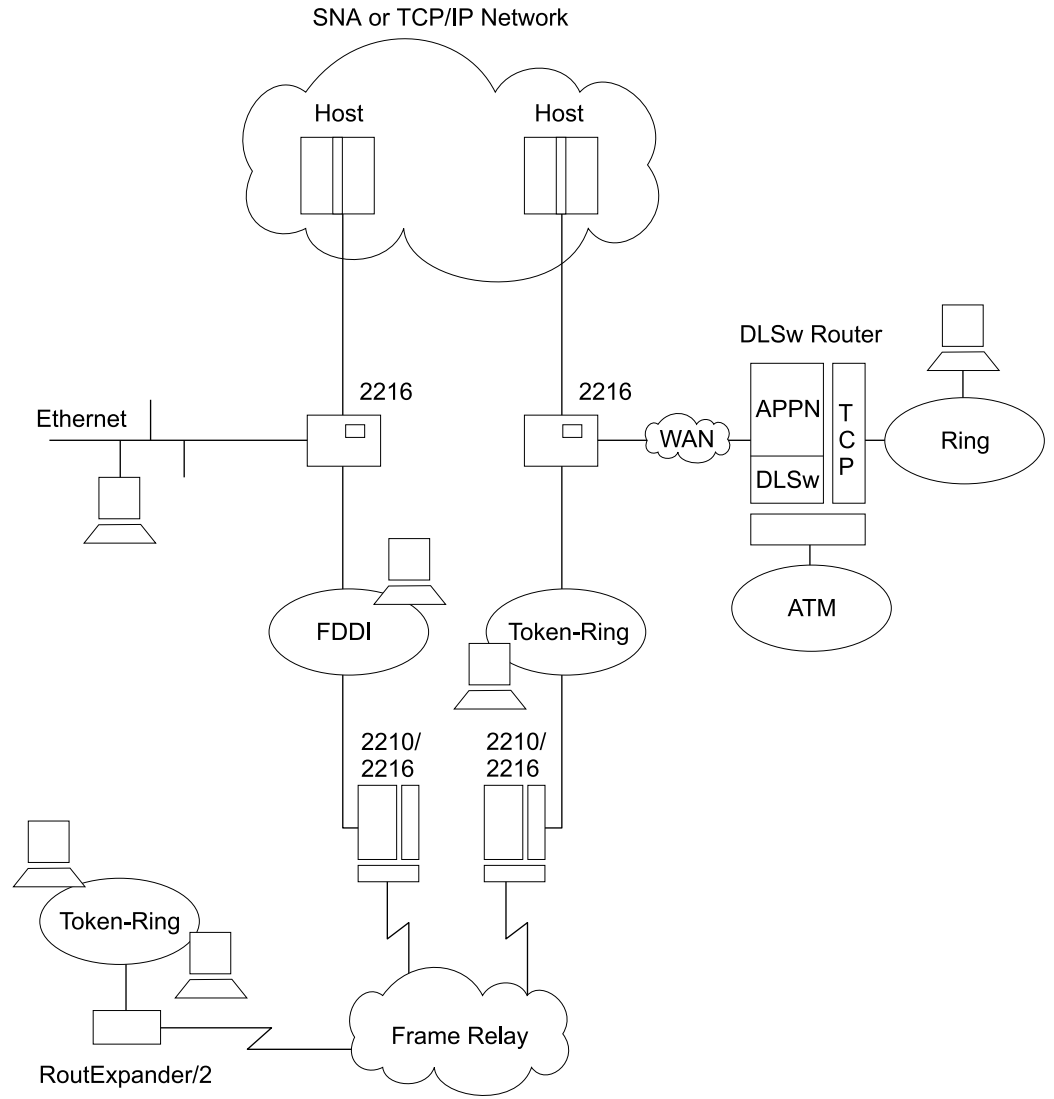 SNA or TCP/IP Network
Host
Host
DLSw Router
2216
2216
Ethernet
APPN
TCP
WAN
Ring
DLSw
ATM
FDDI
Token-Ring
2210/
2216
2210/
2216
Token-Ring
Frame Relay
RoutExpander/2